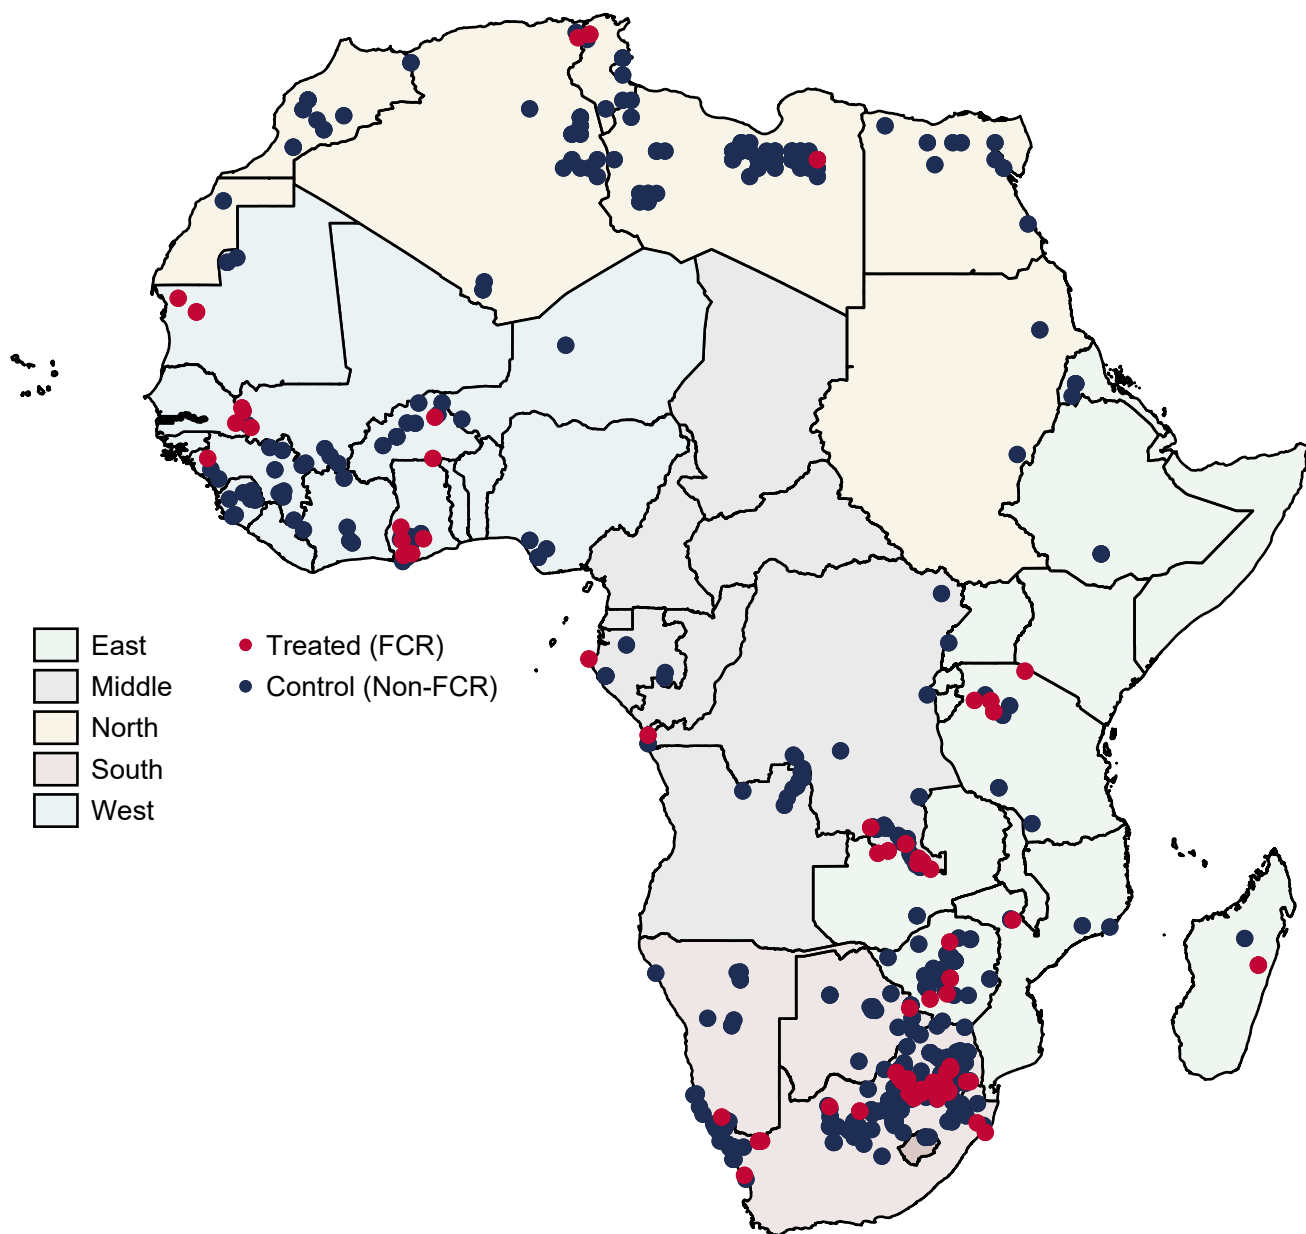 East
Middle
North
South
West
Treated (FCR)
Control (Non-FCR)